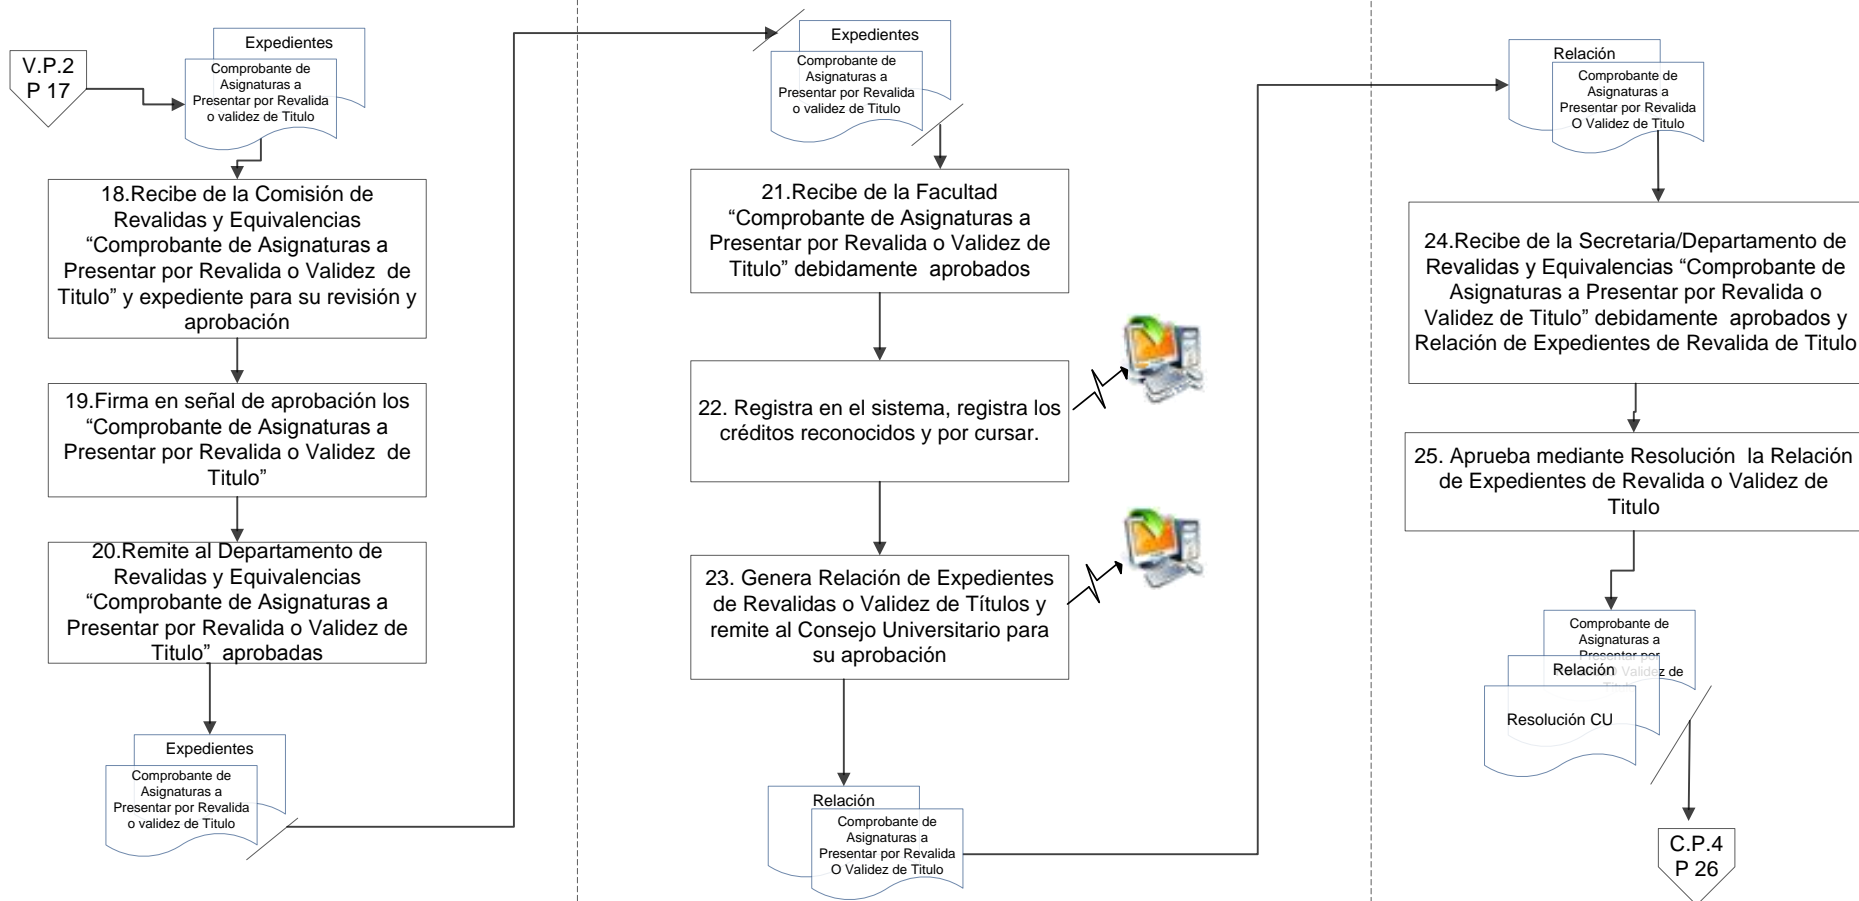 V.P.2
P 17
Expedientes
Comprobante de
Asignaturas a
Presentar por Revalida
o validez de Titulo
18.Recibe de la Comisión de
Revalidas y Equivalencias
“Comprobante de Asignaturas a
Presentar por Revalida o Validez de
Titulo” y expediente para su revisión y
aprobación
19.Firma en señal de aprobación los
“Comprobante de Asignaturas a
Presentar por Revalida o Validez de
Titulo”
20.Remite al Departamento de
Revalidas y Equivalencias
“Comprobante de Asignaturas a
Presentar por Revalida o Validez de
Titulo” aprobadas
Expedientes
Comprobante de
Asignaturas a
Presentar por Revalida
o validez de Titulo
Expedientes
Comprobante de
Asignaturas a
Presentar por Revalida
o validez de Titulo
21.Recibe de la Facultad
“Comprobante de Asignaturas a
Presentar por Revalida o Validez de
Titulo” debidamente aprobados
22. Registra en el sistema, registra los
créditos reconocidos y por cursar.
23. Genera Relación de Expedientes
de Revalidas o Validez de Títulos y
remite al Consejo Universitario para
su aprobación
Relación
Comprobante de
Asignaturas a
Presentar por Revalida
O Validez de Titulo
Relación
Comprobante de
Asignaturas a
Presentar por Revalida
O Validez de Titulo
24.Recibe de la Secretaria/Departamento de
Revalidas y Equivalencias “Comprobante de
Asignaturas a Presentar por Revalida o
Validez de Titulo” debidamente aprobados y
Relación de Expedientes de Revalida de Titulo
25. Aprueba mediante Resolución la Relación
de Expedientes de Revalida o Validez de
Titulo
Comprobante de
Asignaturas a
Presentar por
Validez de
Relación
Resolución CU
C.P.4
P 26